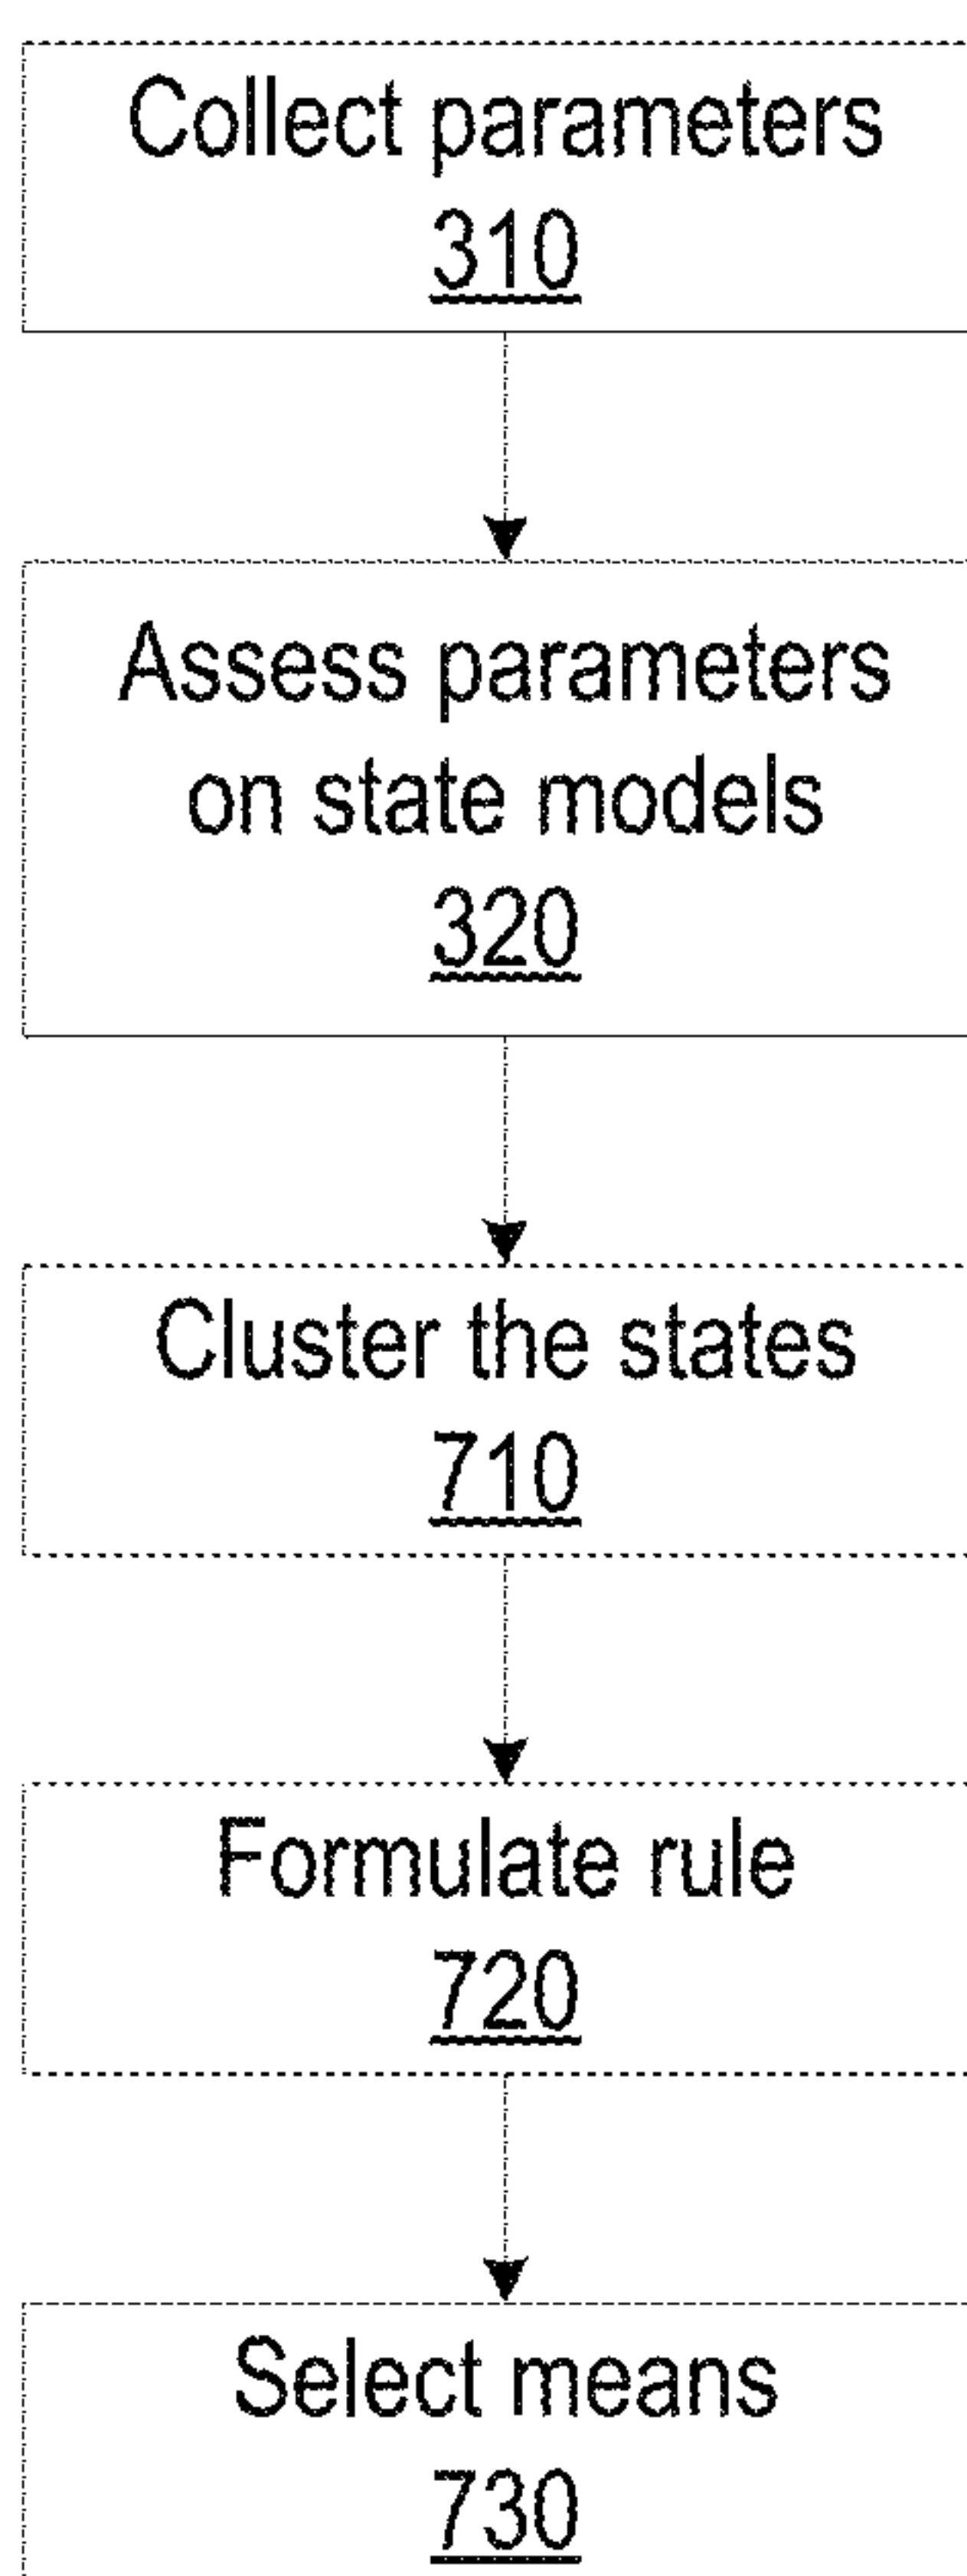 Collect parameters
310
Assess parameters
on state models
320
Cluster the states
710
Formulate rule
720
Select means
730